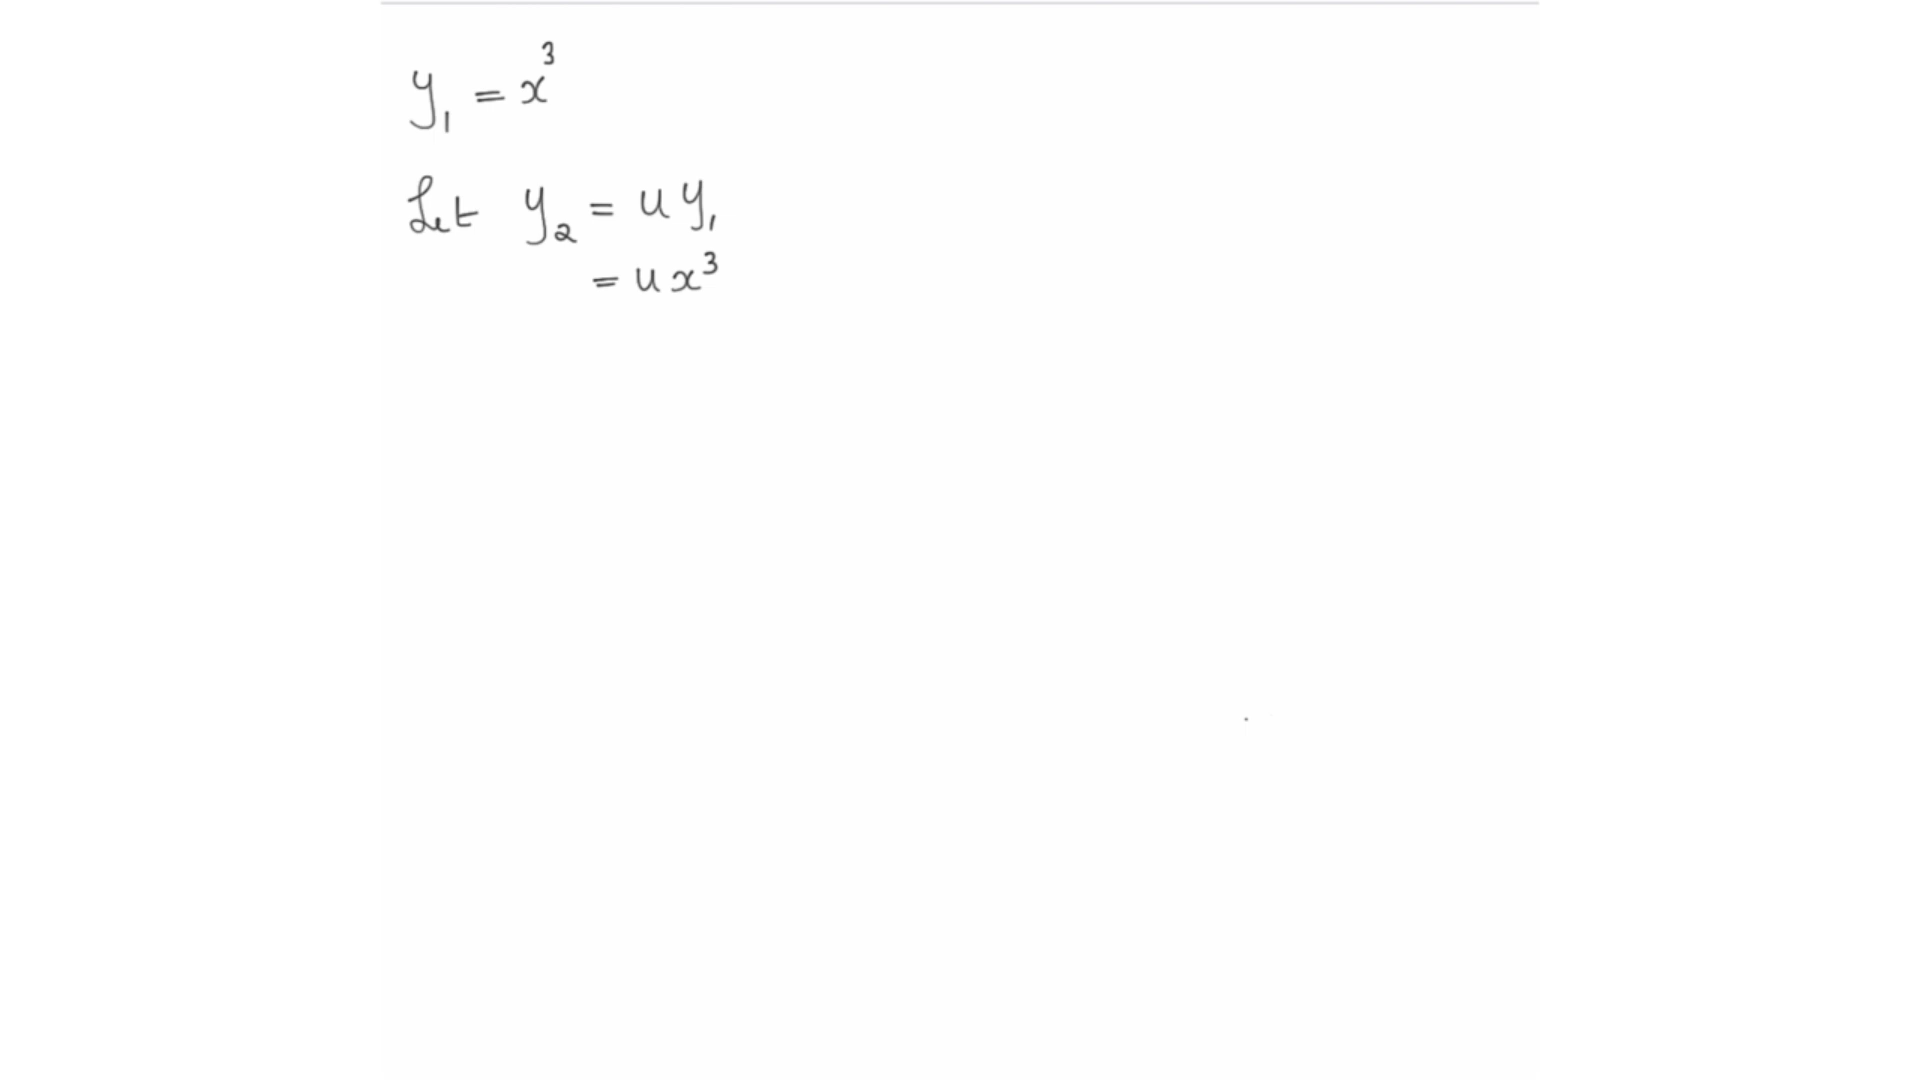 y₁ = x³
Let y₂ = u y₁
= u x³